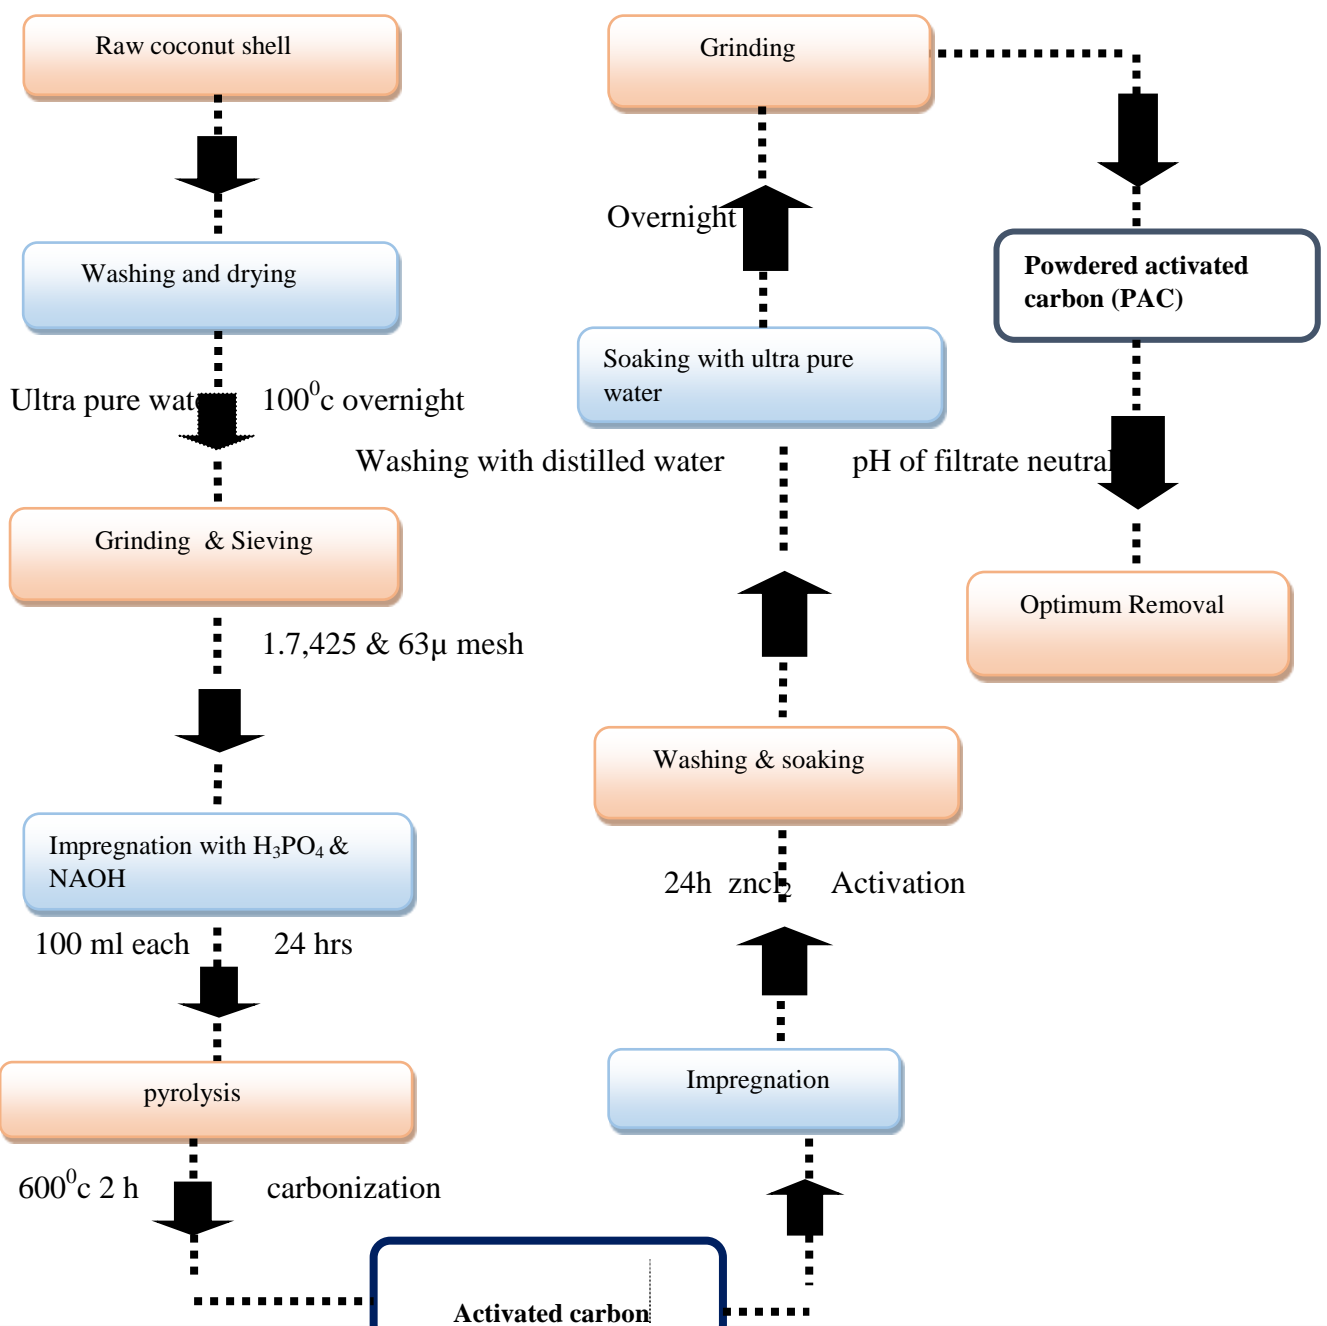 Raw coconut shell
Washing and drying
Ultra pure water 100⁰c overnight
Grinding & Sieving
1.7,425 & 63µ mesh
Impregnation with H₃PO₄ &
NAOH
100 ml each 24 hrs
pyrolysis
600⁰c 2 h carbonization
Activated carbon
Impregnation
24h zncl₂ Activation
Washing & soaking
Washing with distilled water pH of filtrate neutral
Soaking with ultra pure
water
Overnight
Grinding
Powdered activated
carbon (PAC)
Optimum Removal